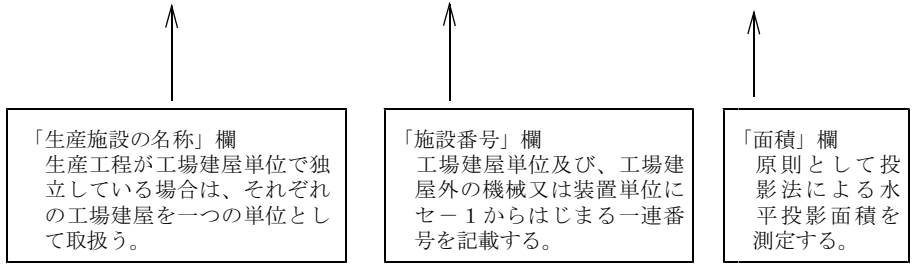 「生産施設の名称」欄
生産工程が工場建屋単位で独
立している場合は、それぞれ
の工場建屋を一つの単位とし
て取扱う。
「施設番号」欄
工場建屋単位及び、工場建
屋外の機械又は装置単位に
セ－１からはじまる一連番
号を記載する。
「面積」欄
原則として投
影法による水
平投影面積を
測定する。